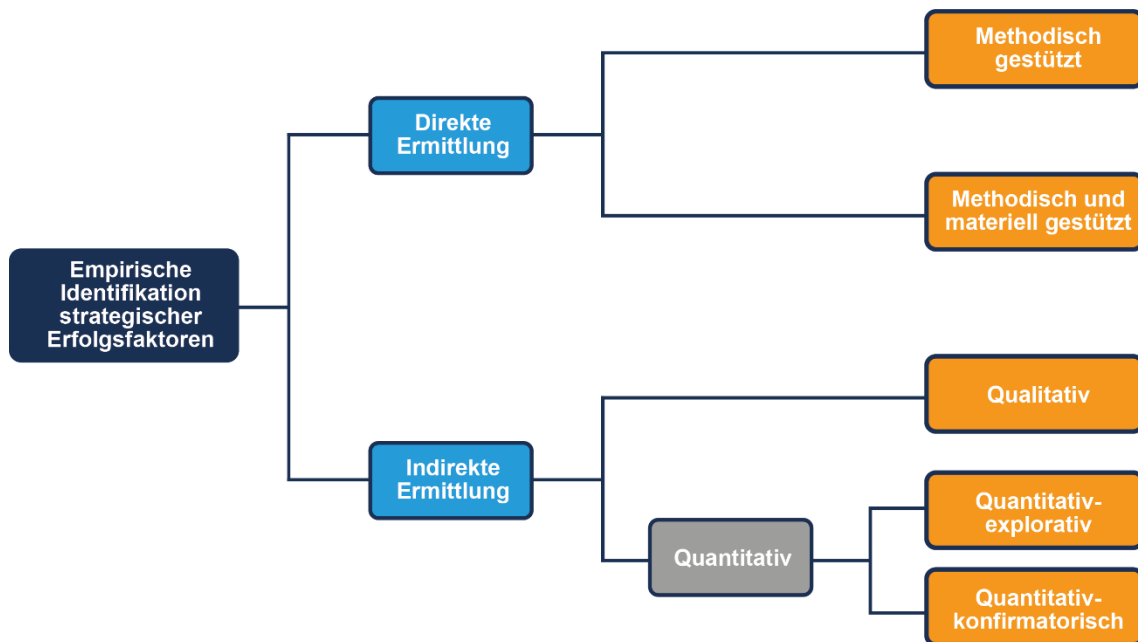 Methodisch
gestützt
Direkte
Ermittlung
Methodisch und
materiell gestützt
Empirische
Identifikation
strategischer
Erfolgsfaktoren
Qualitativ
Indirekte
Ermittlung
Quantitativ-
explorativ
Quantitativ
Quantitativ-
konfirmatorisch